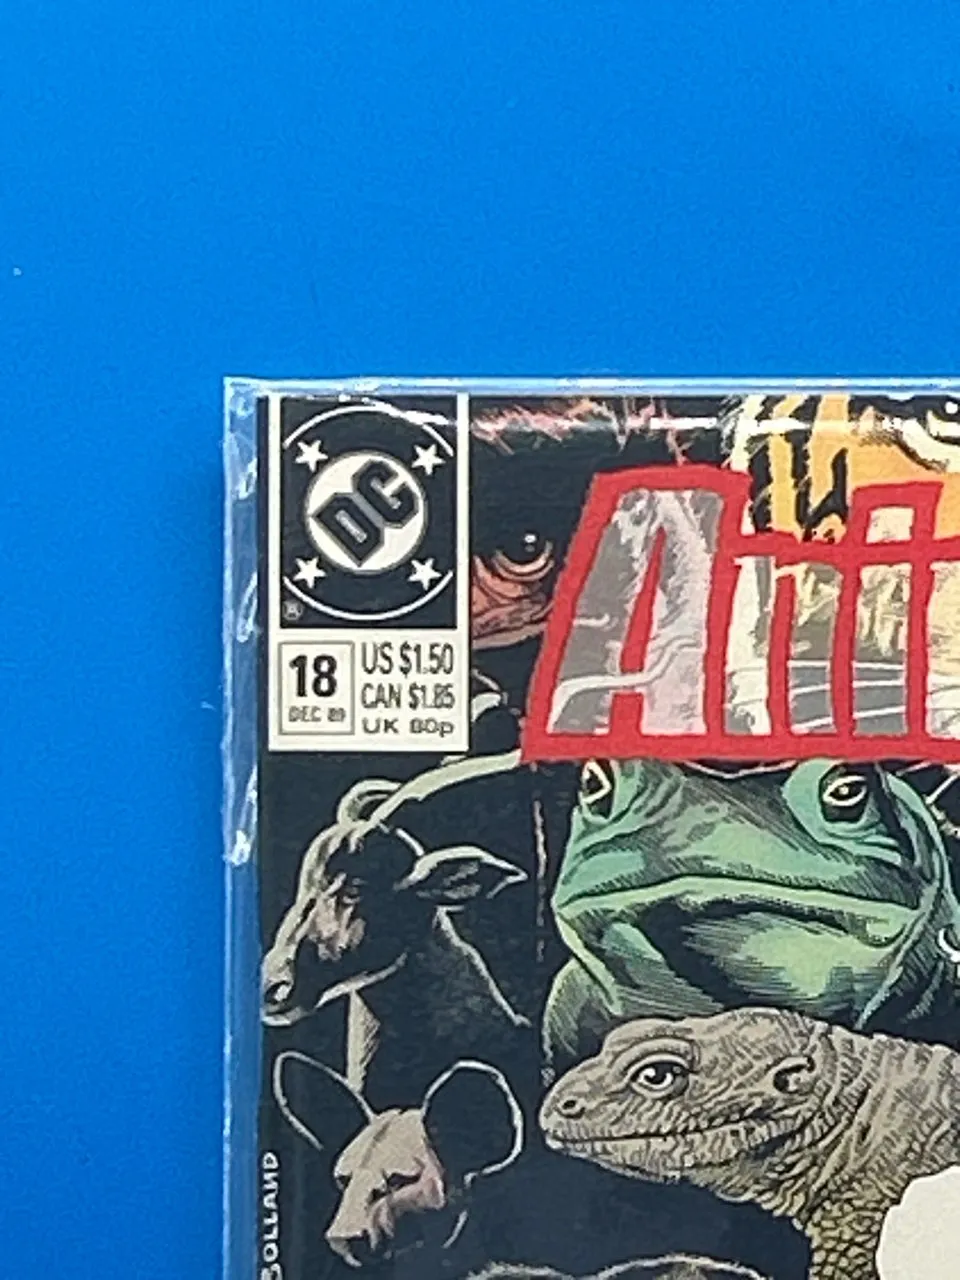 DC
®
18
DEC 89
US $1.50
CAN $1.85
UK 80p
BOLLAND